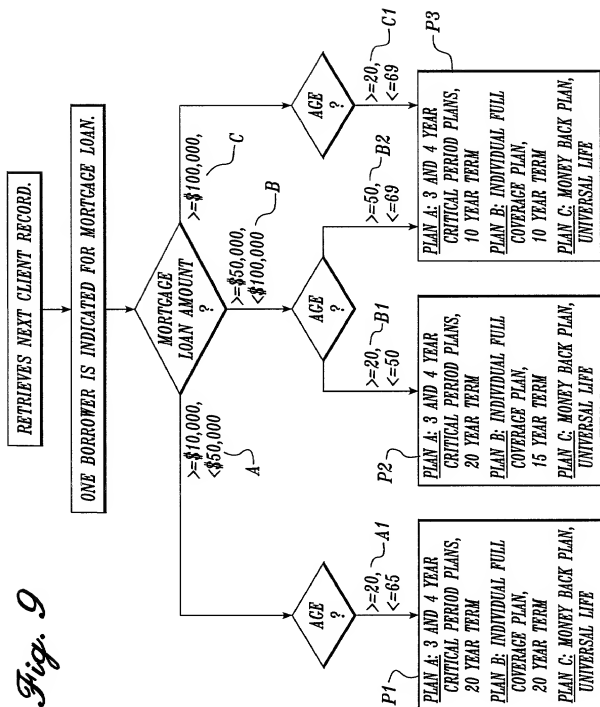 RETRIEVES NEXT CLIENT RECORD.
ONE BORROWER IS INDICATED FOR MORTGAGE LOAN.
MORTGAGE
LOAN AMOUNT
?
>=$10,000,
<$50,000
A
>=$50,000,
<$100,000
B
>=$100,000,
C
AGE
?
>=20,
<=65
A1
AGE
?
>=20,
<=50
B1
>=50,
<=69
B2
AGE
?
>=20,
<=69
C1
P1
PLAN A: 3 AND 4 YEAR
CRITICAL PERIOD PLANS,
20 YEAR TERM
PLAN B: INDIVIDUAL FULL
COVERAGE PLAN,
20 YEAR TERM
PLAN C: MONEY BACK PLAN,
UNIVERSAL LIFE
P2
PLAN A: 3 AND 4 YEAR
CRITICAL PERIOD PLANS,
20 YEAR TERM
PLAN B: INDIVIDUAL FULL
COVERAGE PLAN,
15 YEAR TERM
PLAN C: MONEY BACK PLAN,
UNIVERSAL LIFE
P3
PLAN A: 3 AND 4 YEAR
CRITICAL PERIOD PLANS,
10 YEAR TERM
PLAN B: INDIVIDUAL FULL
COVERAGE PLAN,
10 YEAR TERM
PLAN C: MONEY BACK PLAN,
UNIVERSAL LIFE
Fig. 9